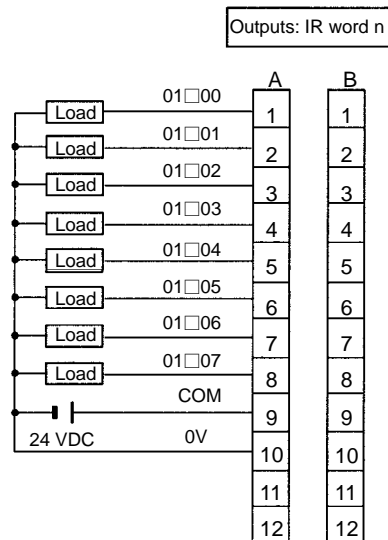 Outputs: IR word n
A B
01□00
Load 1 1
01□01
Load 2 2
01□02
Load 3 3
01□03
Load 4 4
01□04
Load 5 5
01□05
Load 6 6
01□06
Load 7 7
01□07
Load 8 8
COM
9 9
24 VDC 0V
10 10
11 11
12 12